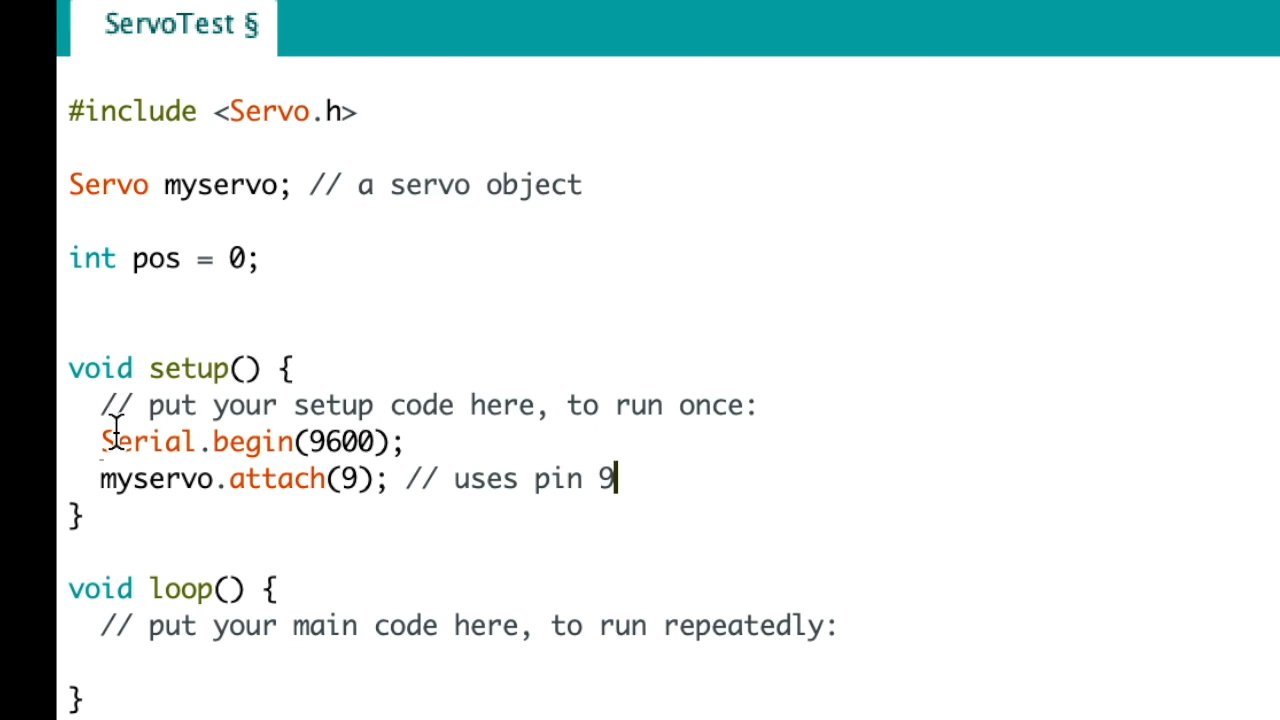 ServoTest §
#include <Servo.h>
Servo myservo; // a servo object
int pos = 0;
void setup() {
// put your setup code here, to run once:
Serial.begin(9600);
myservo.attach(9); // uses pin 9
}
void loop() {
// put your main code here, to run repeatedly:
}